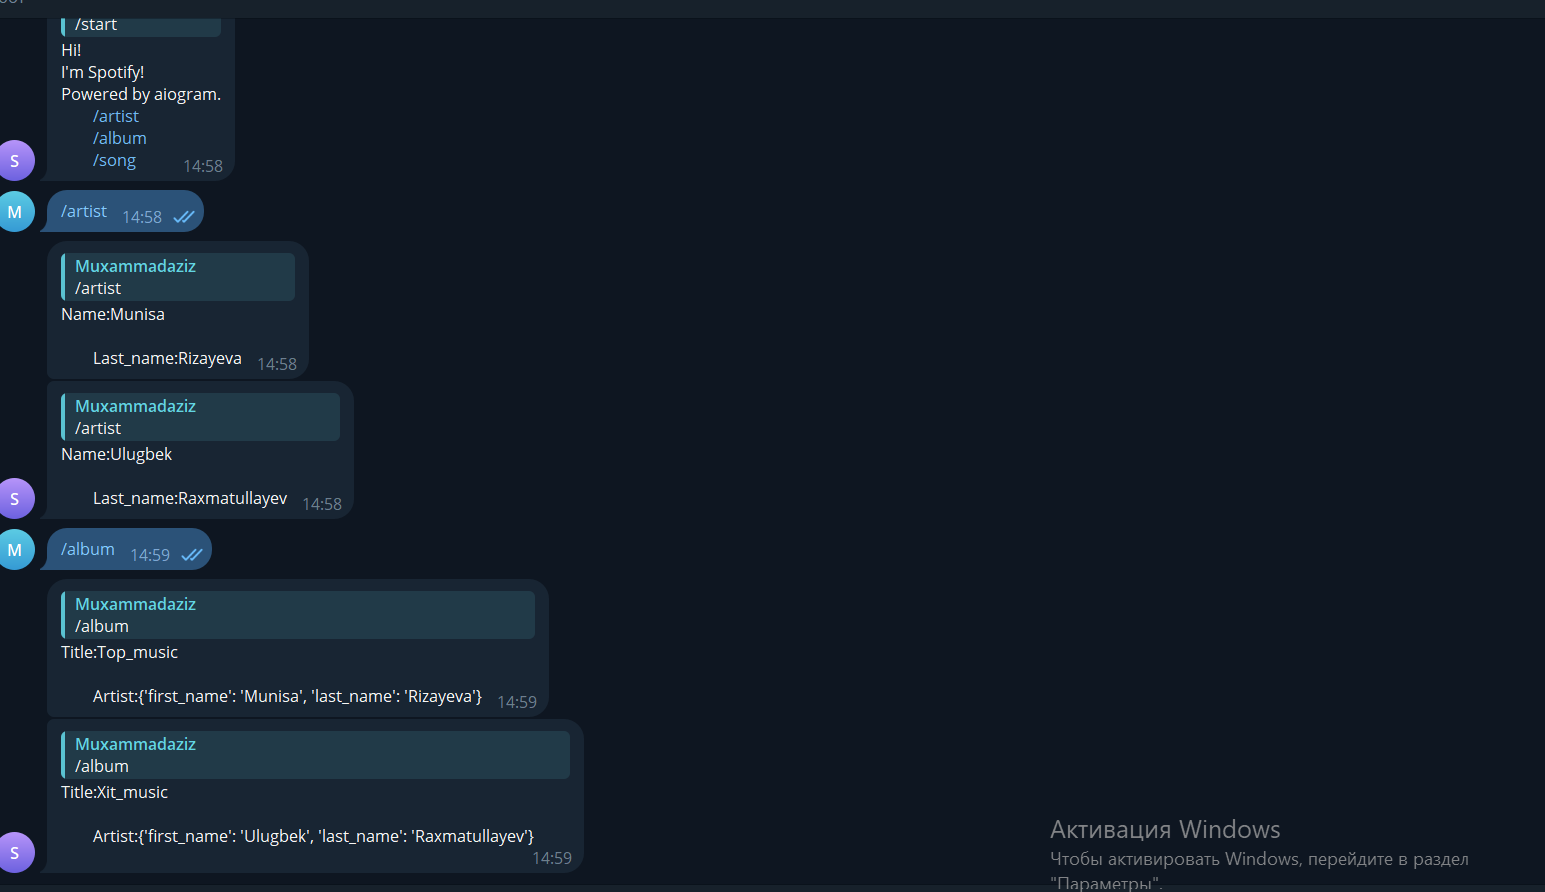 /start
Hi!
I'm Spotify!
Powered by aiogram.
/artist
/album
/song
14:58
S
M
/artist 14:58
Muxammadaziz
/artist
Name:Munisa
Last_name:Rizayeva 14:58
Muxammadaziz
/artist
Name:Ulugbek
Last_name:Raxmatullayev 14:58
S
M
/album 14:59
Muxammadaziz
/album
Title:Top_music
Artist:{'first_name': 'Munisa', 'last_name': 'Rizayeva'} 14:59
Muxammadaziz
/album
Title:Xit_music
Artist:{'first_name': 'Ulugbek', 'last_name': 'Raxmatullayev'}
14:59
S
Активация Windows
Чтобы активировать Windows, перейдите в раздел
"Параметры".